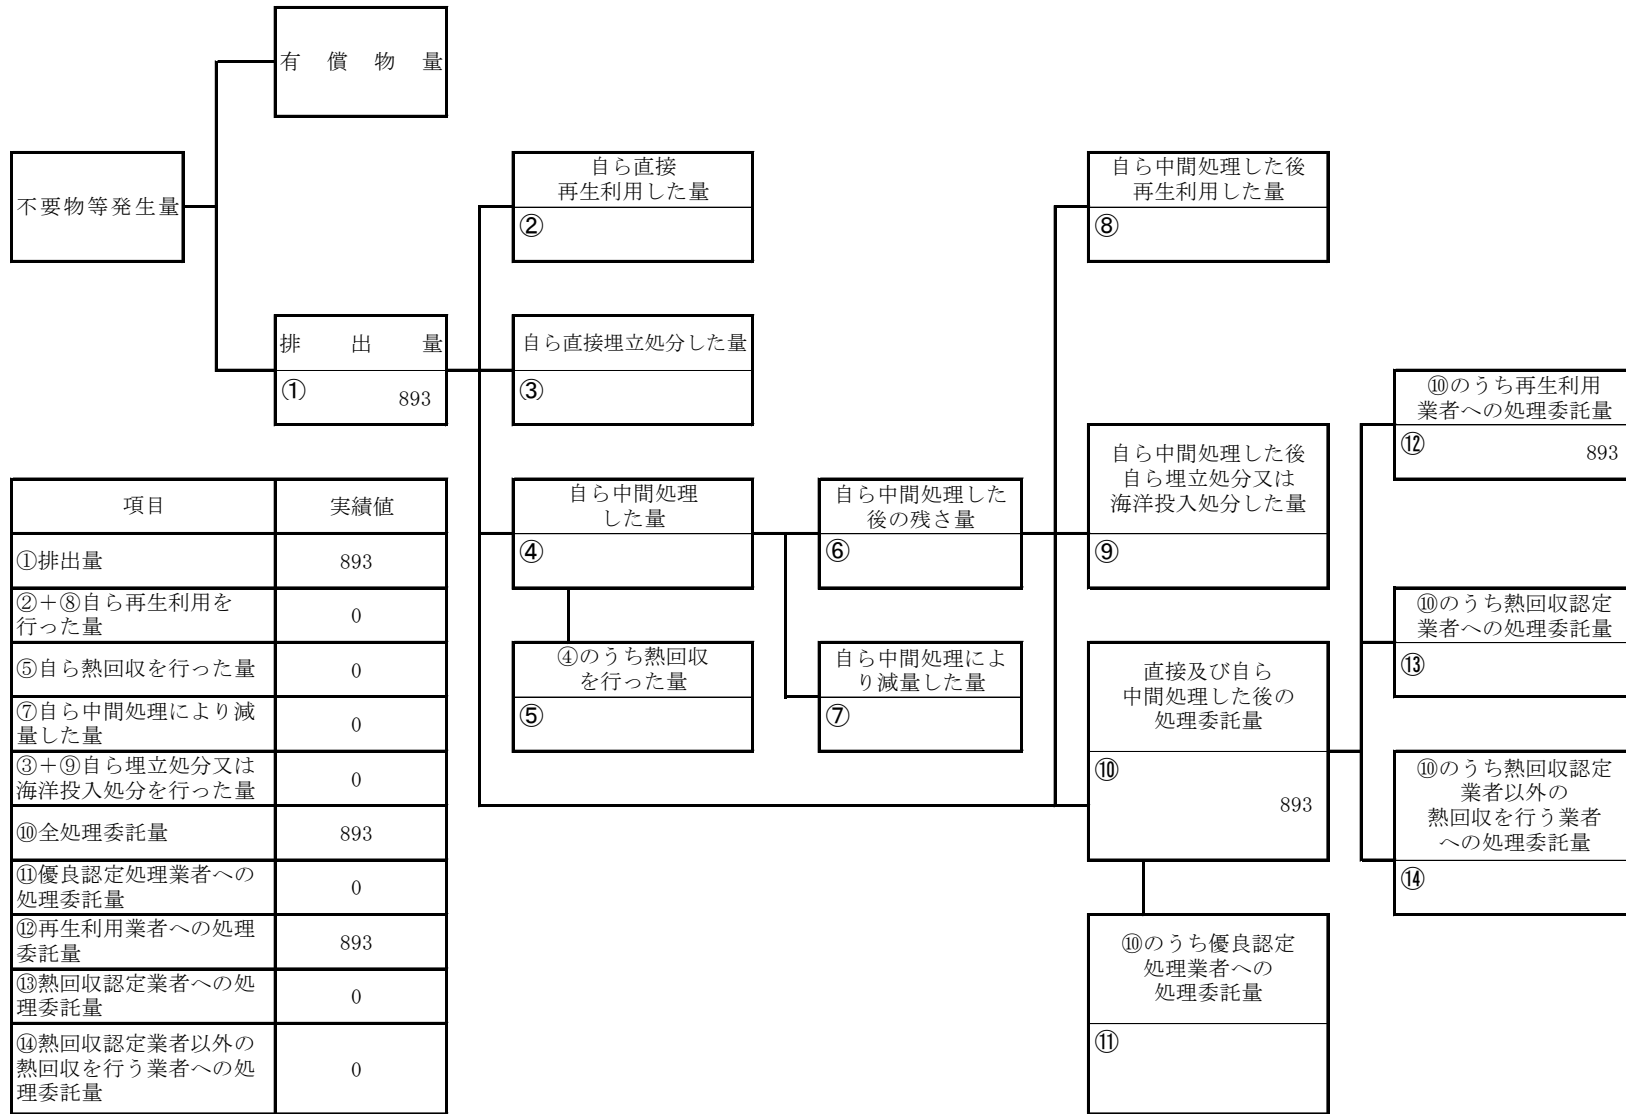 有償物量
不要物等発生量
自ら直接
再生利用した量
②
自ら中間処理した後
再生利用した量
⑧
排出量
①
893
自ら直接埋立処分した量
③
⑩のうち再生利用
業者への処理委託量
⑫
893
自ら中間処理した後
自ら埋立処分又は
海洋投入処分した量
⑨
自ら中間処理
した量
④
自ら中間処理した
後の残さ量
⑥
⑩のうち熱回収認定
業者への処理委託量
⑬
④のうち熱回収
を行った量
⑤
自ら中間処理によ
り減量した量
⑦
直接及び自ら
中間処理した後の
処理委託量
⑩
893
⑩のうち熱回収認定
業者以外の
熱回収を行う業者
への処理委託量
⑭
⑩のうち優良認定
処理業者への
処理委託量
⑪
項目 実績値
①排出量 893
②+⑧自ら再生利用を
行った量 0
⑤自ら熱回収を行った量 0
⑦自ら中間処理により減
量した量 0
③+⑨自ら埋立処分又は
海洋投入処分を行った量 0
⑩全処理委託量 893
⑪優良認定処理業者への
処理委託量 0
⑫再生利用業者への処理
委託量 893
⑬熱回収認定業者への処
理委託量 0
⑭熱回収認定業者以外の
熱回収を行う業者への処 0
理委託量